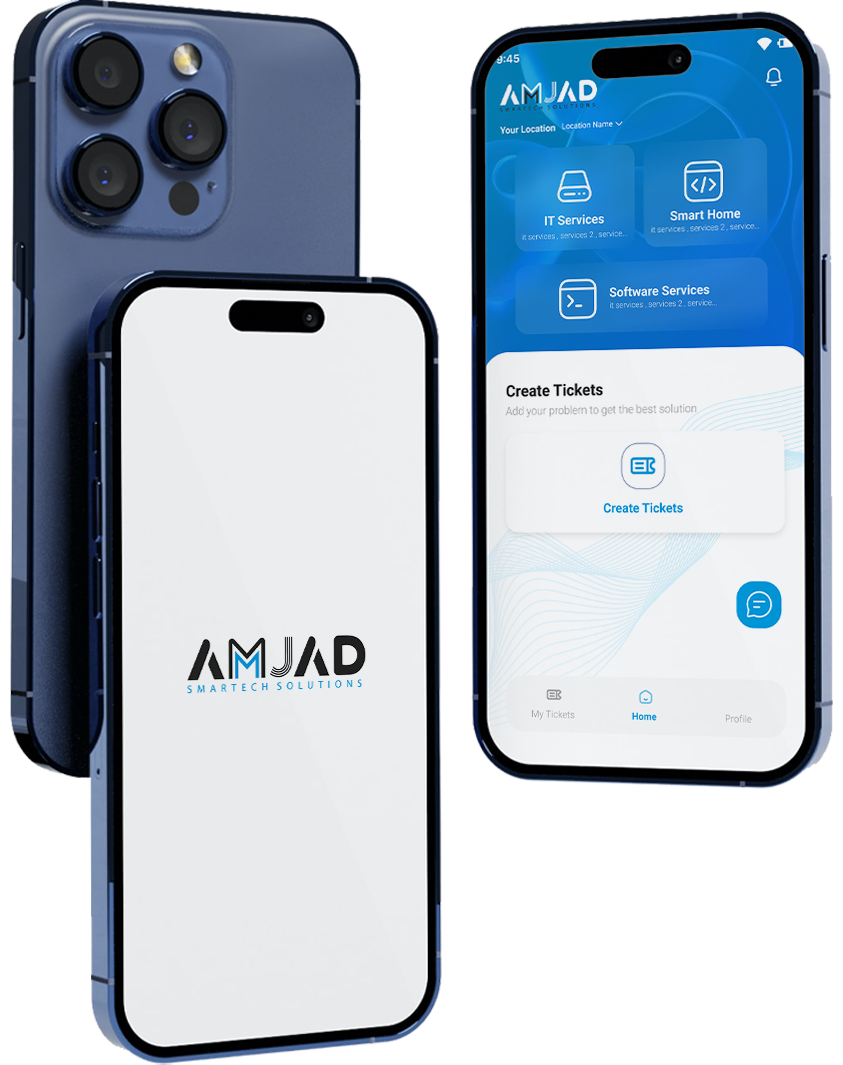 AMJAD
SMARTECH SOLUTIONS
9:45
AMJAD
SMARTECH SOLUTIONS
Your Location Location Name
IT Services
it services , services 2 , service...
Smart Home
it services , services 2 , service...
Software Services
it services , services 2 , service...
Create Tickets
Add your problem to get the best solution
Create Tickets
My Tickets
Home
Profile